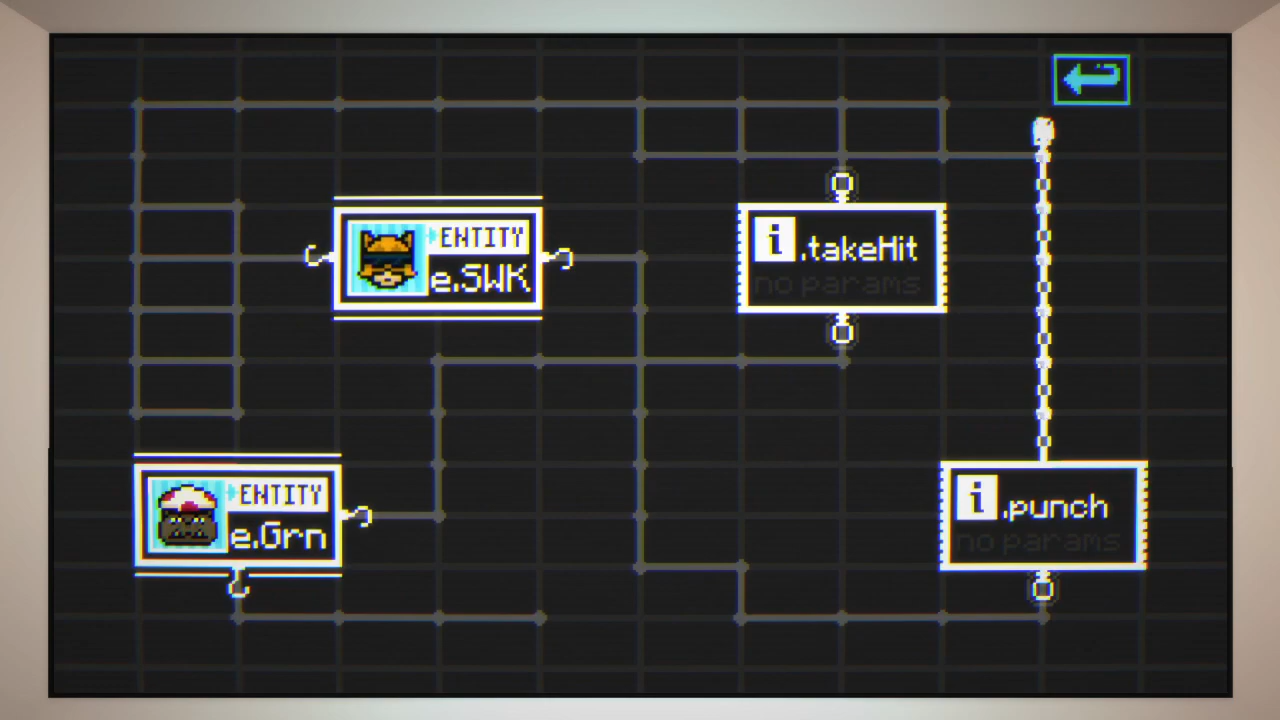 ENTITY
e.SWK
i .takeHit
no params
ENTITY
e.Grn
i .punch
no params